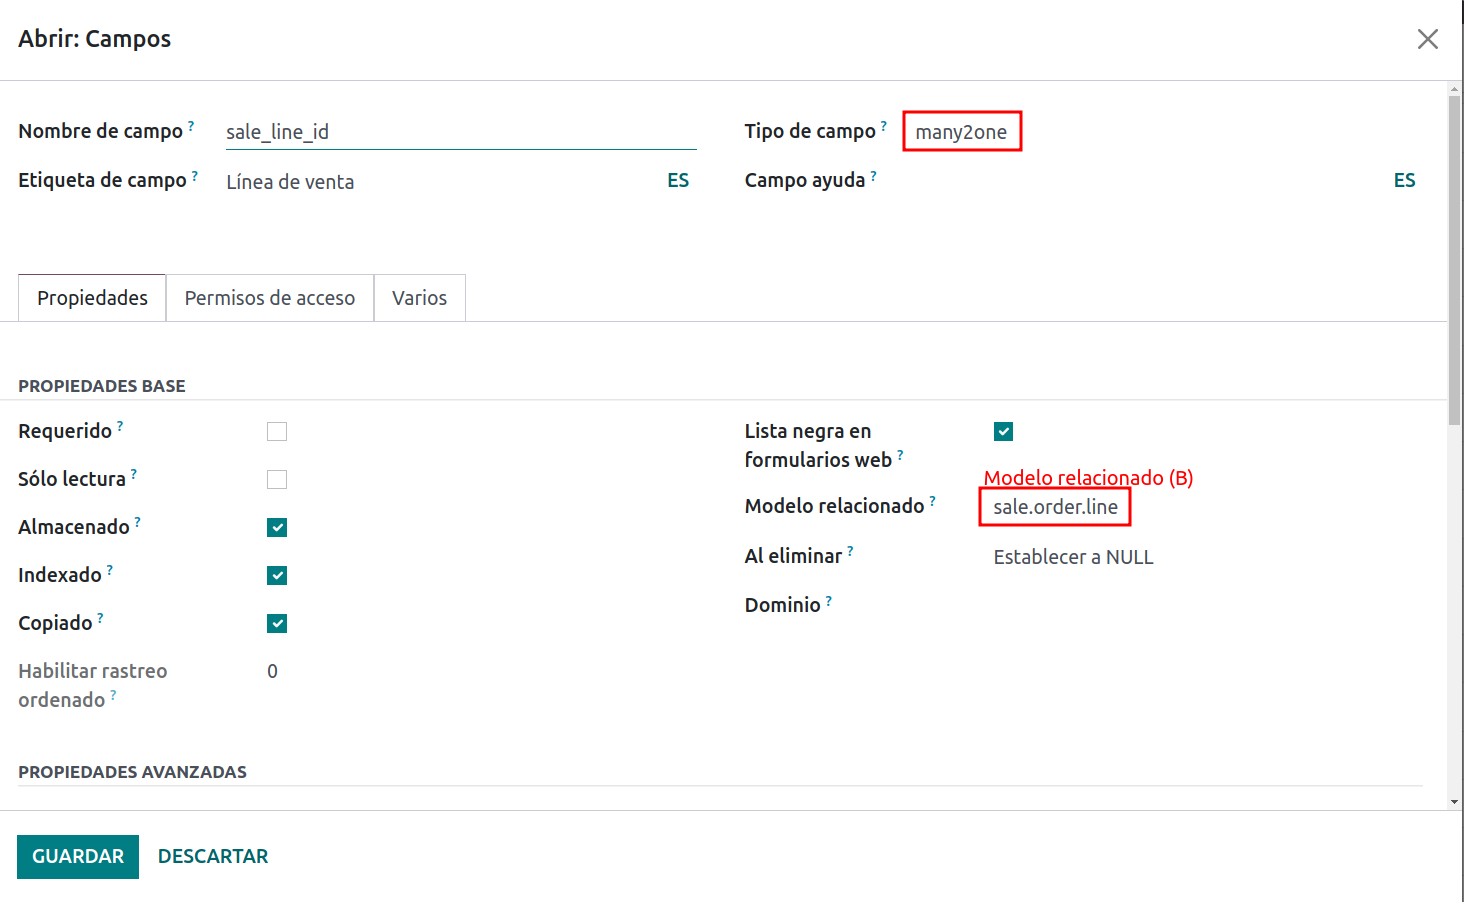 Abrir: Campos
Nombre de campo ? sale_line_id
Tipo de campo ? many2one
Etiqueta de campo ? Línea de venta ES
Campo ayuda ? ES
Propiedades Permisos de acceso Varios
PROPIEDADES BASE
Requerido ?
Sólo lectura ?
Almacenado ?
Indexado ?
Copiado ?
Habilitar rastreo 0
ordenado ?
Lista negra en
formularios web ?
Modelo relacionado (B)
Modelo relacionado ? sale.order.line
Al eliminar ? Establecer a NULL
Dominio ?
PROPIEDADES AVANZADAS
GUARDAR DESCARTAR